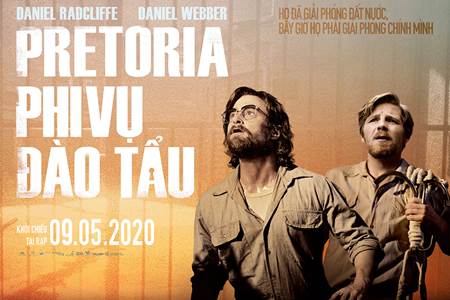 DANIEL RADCLIFFE DANIEL WEBBER
PRETORIA
PHI VỤ
ĐÀO TẨU
KHỞI CHIẾU
TẠI RẠP 09.05.2020
HỌ ĐÃ GIẢI PHÓNG ĐẤT NƯỚC,
BÂY GIỜ HỌ PHẢI GIẢI PHÓNG CHÍNH MÌNH